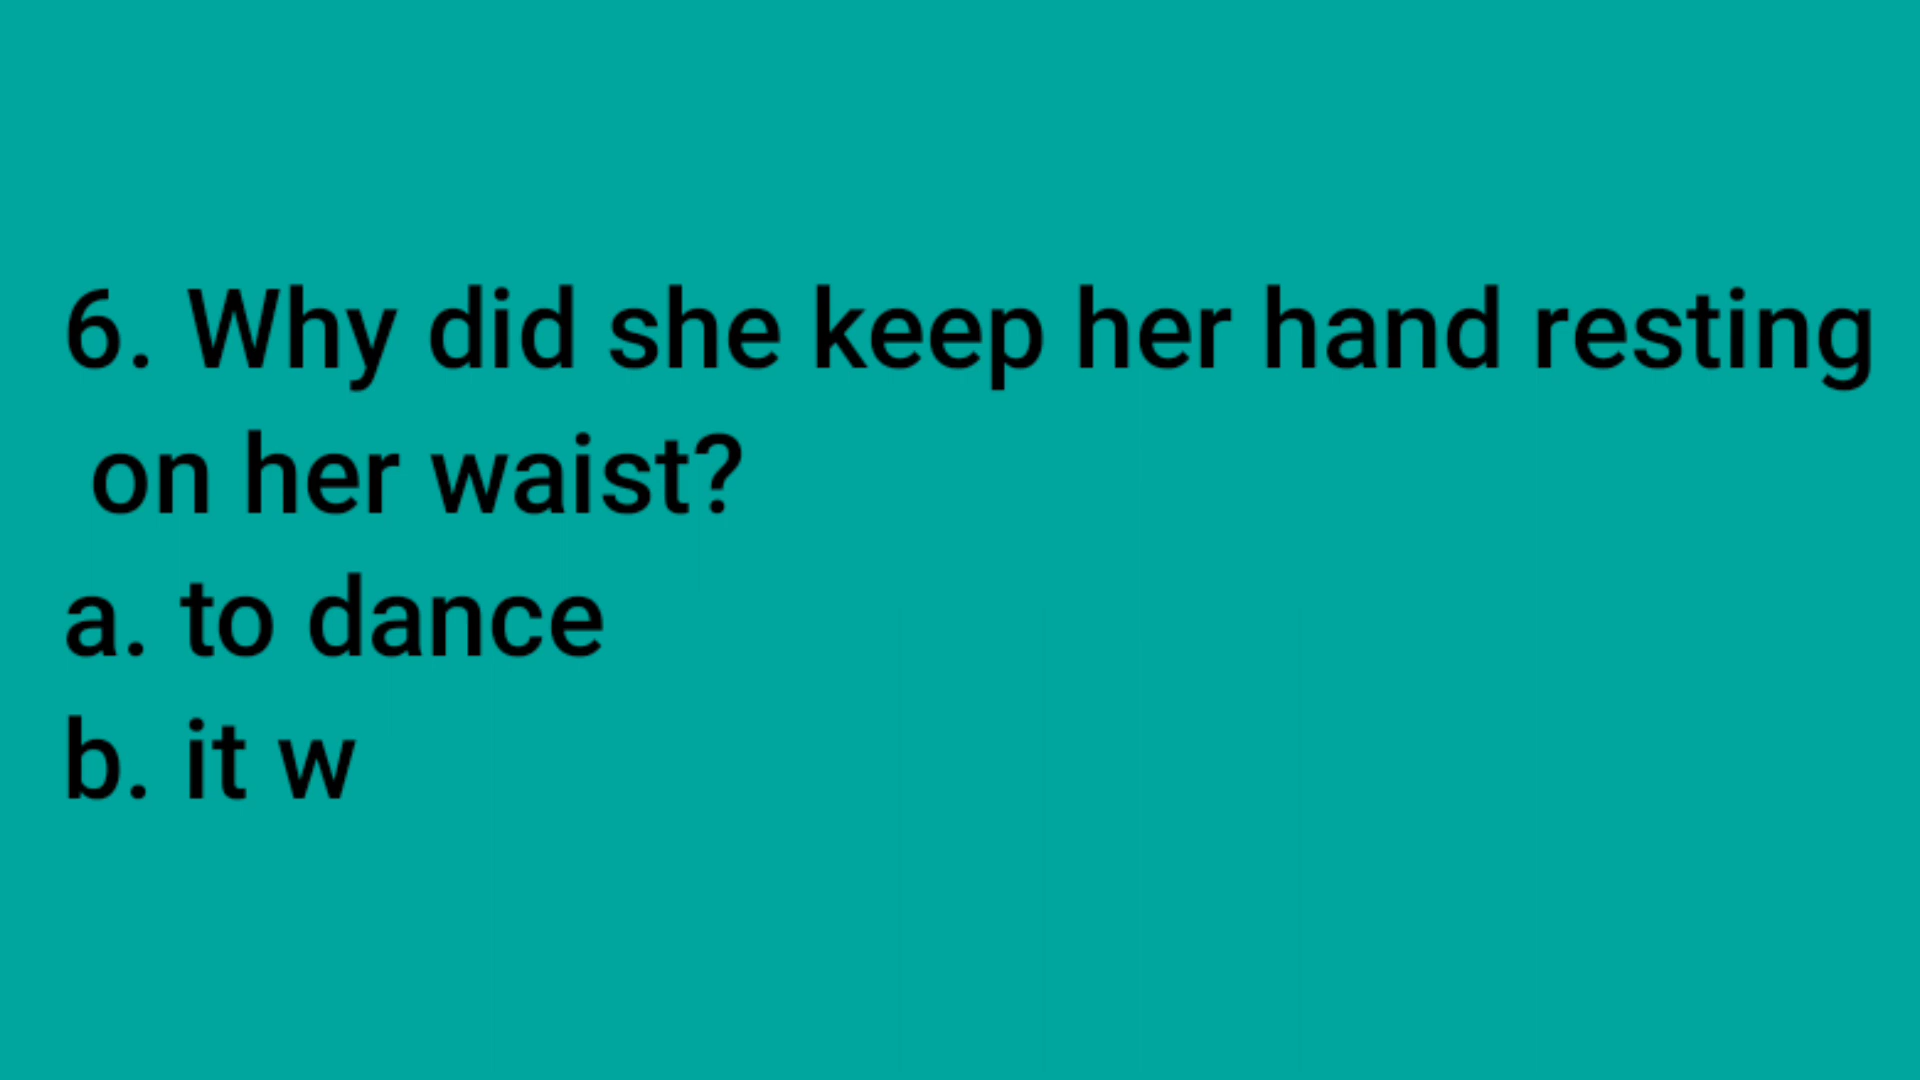 6. Why did she keep her hand resting
on her waist?
a. to dance
b. it w